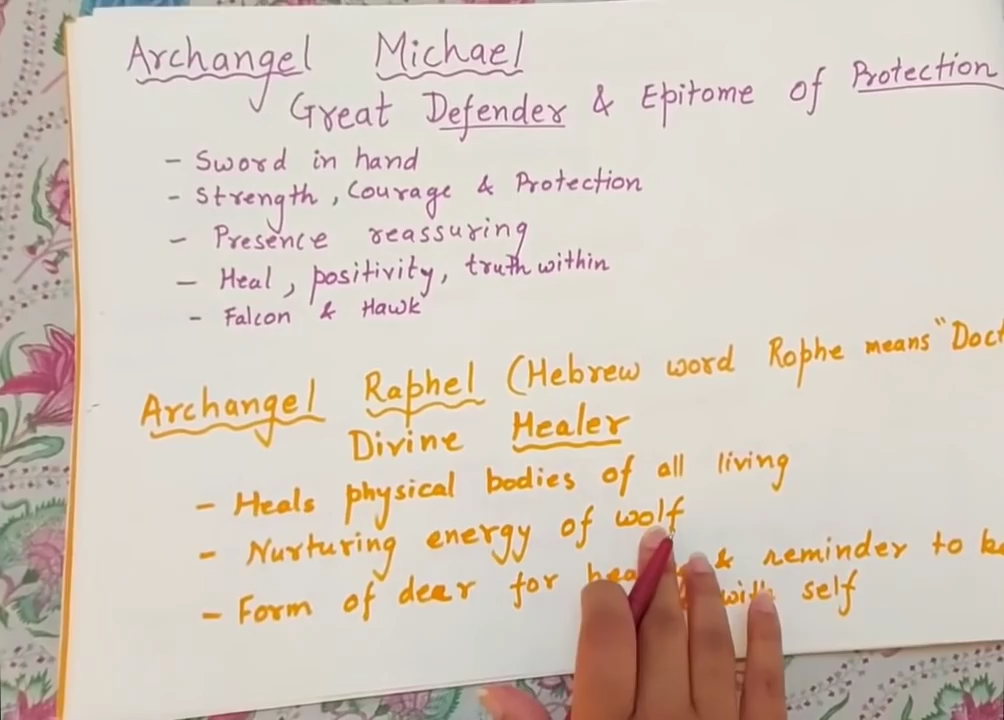 Archangel Michael
Great Defender & Epitome of Protection
- Sword in hand
- Strength, Courage & Protection
- Presence reassuring
- Heal, positivity, truth within
- Falcon & Hawk
Archangel Raphel (Hebrew word Rophe means "Doct
Divine Healer
- Heals physical bodies of all living
- Nurturing energy of wolf
- Form of dear for & reminder to
with self